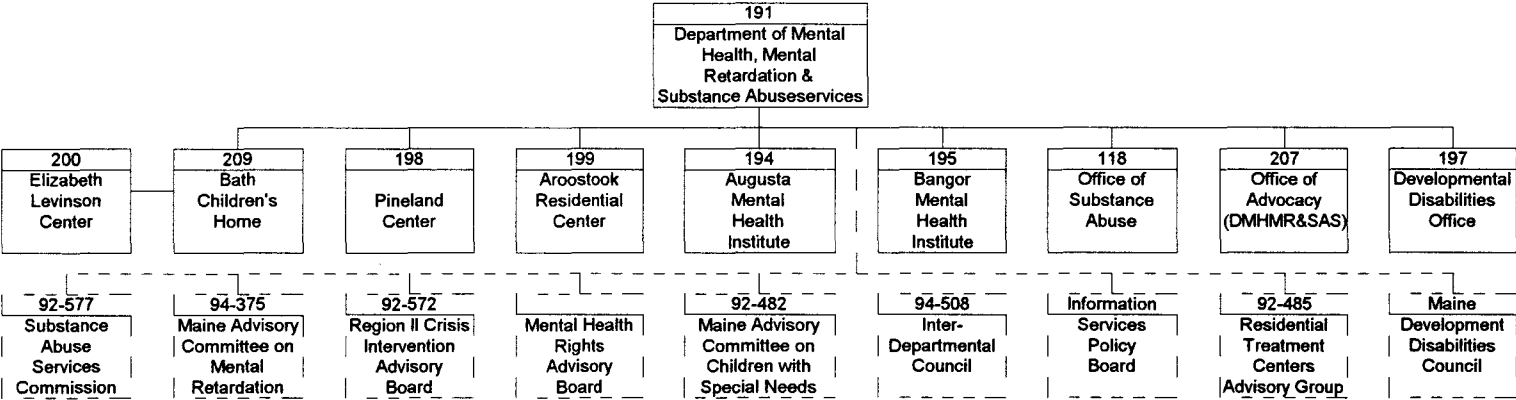 191
Department of Mental
Health, Mental
Retardation &
Substance Abuseservices
200
Elizabeth
Levinson
Center
209
Bath
Children's
Home
198
Pineland
Center
199
Aroostook
Residential
Center
194
Augusta
Mental
Health
Institute
195
Bangor
Mental
Health
Institute
118
Office of
Substance
Abuse
207
Office of
Advocacy
(DMHMR&SAS)
197
Developmental
Disabilities
Office
92-577
Substance
Abuse
Services
Commission
94-375
Maine Advisory
Committee on
Mental
Retardation
92-572
Region II Crisis
Intervention
Advisory
Board
Mental Health
Rights
Advisory
Board
92-482
Maine Advisory
Committee on
Children with
Special Needs
94-508
Inter-
Departmental
Council
Information
Services
Policy
Board
92-485
Residential
Treatment
Centers
Advisory Group
Maine
Development
Disabilities
Council